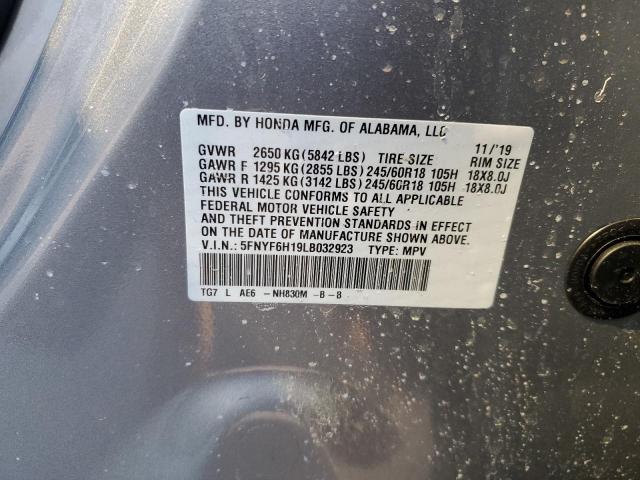 MFD. BY HONDA MFG. OF ALABAMA, LLC
GVWR 2650 KG (5842 LBS) TIRE SIZE 11/'19 RIM SIZE
GAWR F 1295 KG (2855 LBS) 245/60R18 105H 18X8.0J
GAWR R 1425 KG (3142 LBS) 245/60R18 105H 18X8.0J
THIS VEHICLE CONFORMS TO ALL APPLICABLE
FEDERAL MOTOR VEHICLE SAFETY
AND THEFT PREVENTION STANDARDS IN EFFECT
ON THE DATE OF MANUFACTURE SHOWN ABOVE.
V.I.N.: 5FNYF6H19LB032923 TYPE: MPV
TG7 L AE6 -NH830M -B-B